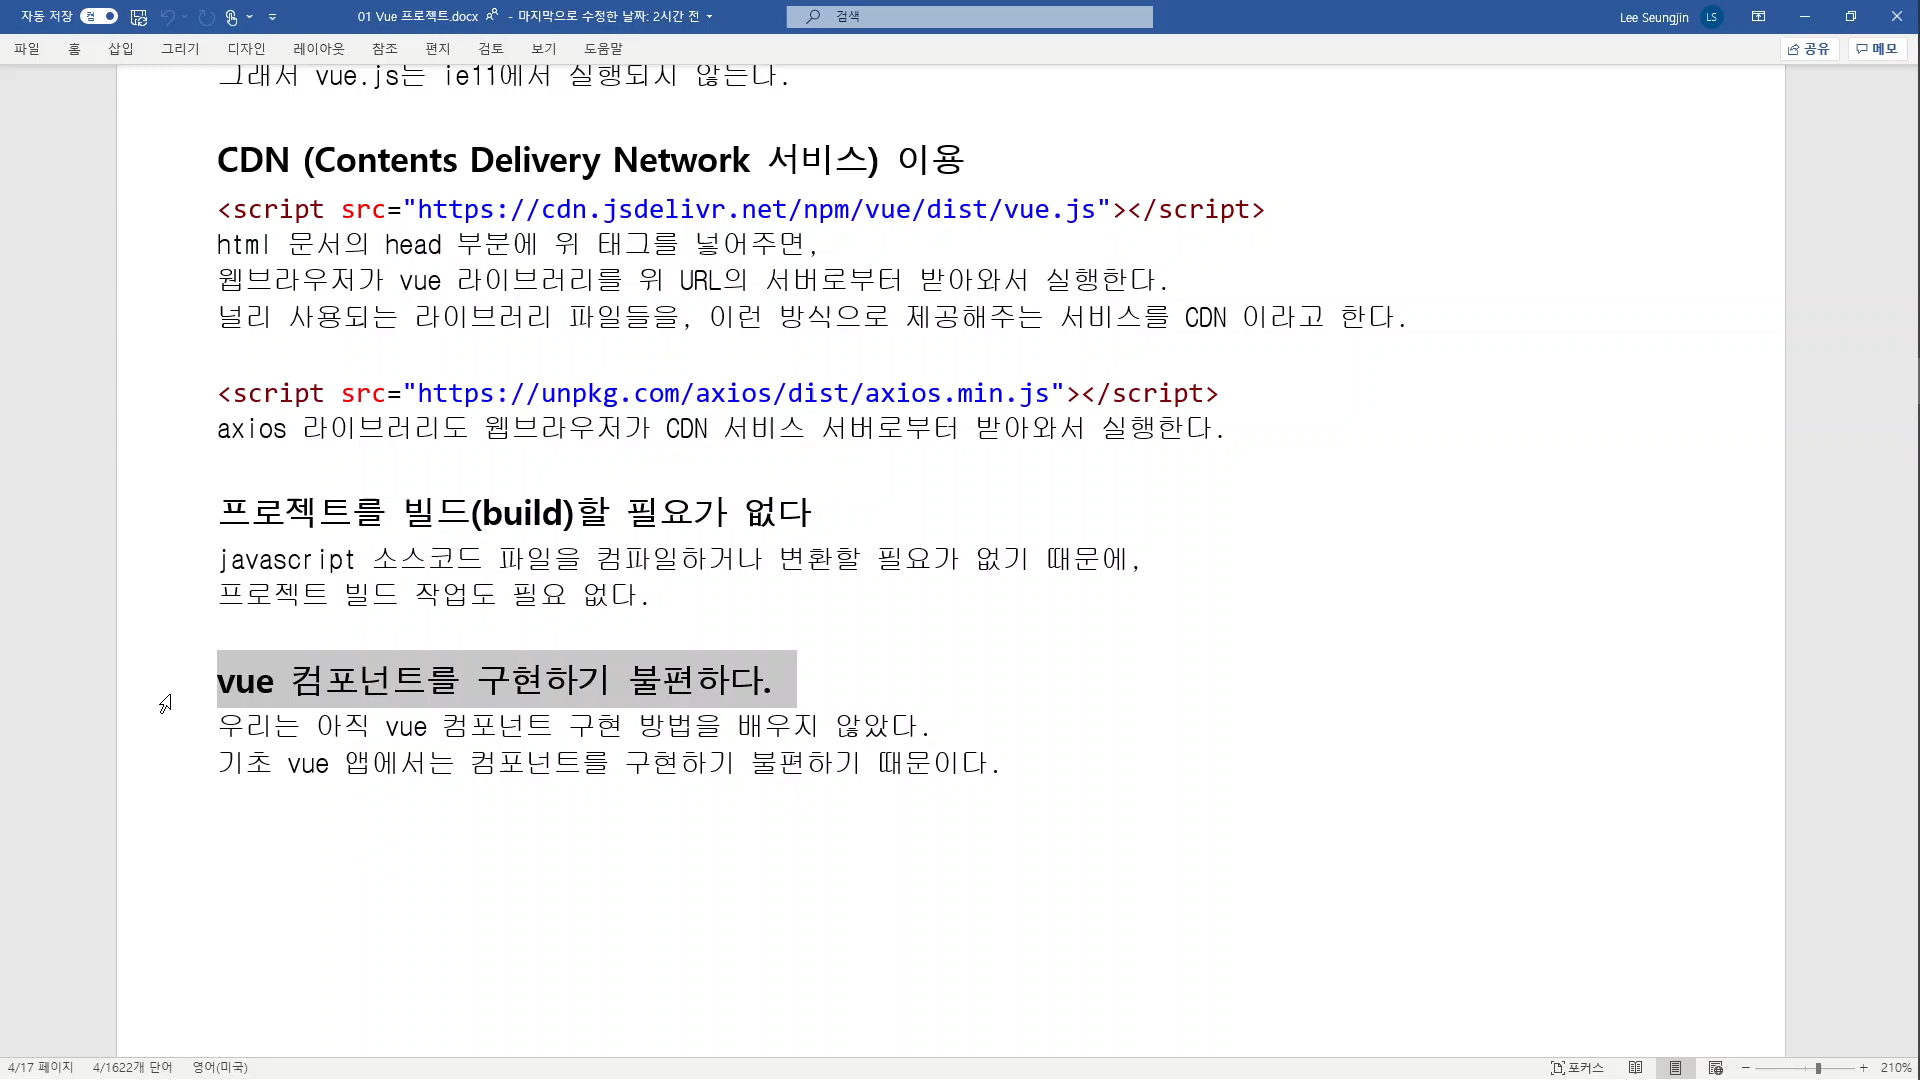 자동 저장 컴 01 Vue 프로젝트.docx - 마지막으로 수정한 날짜: 2시간 전 검색 Lee Seungjin LS
파일 홈 삽입 그리기 디자인 레이아웃 참조 편지 검토 보기 도움말 공유 메모
그래서 vue.js는 ie11에서 실행되지 않는다.
CDN (Contents Delivery Network 서비스) 이용
<script src="https://cdn.jsdelivr.net/npm/vue/dist/vue.js"></script>
html 문서의 head 부분에 위 태그를 넣어주면,
웹브라우저가 vue 라이브러리를 위 URL의 서버로부터 받아와서 실행한다.
널리 사용되는 라이브러리 파일들을, 이런 방식으로 제공해주는 서비스를 CDN 이라고 한다.
<script src="https://unpkg.com/axios/dist/axios.min.js"></script>
axios 라이브러리도 웹브라우저가 CDN 서비스 서버로부터 받아와서 실행한다.
프로젝트를 빌드(build)할 필요가 없다
javascript 소스코드 파일을 컴파일하거나 변환할 필요가 없기 때문에,
프로젝트 빌드 작업도 필요 없다.
vue 컴포넌트를 구현하기 불편하다.
우리는 아직 vue 컴포넌트 구현 방법을 배우지 않았다.
기초 vue 앱에서는 컴포넌트를 구현하기 불편하기 때문이다.
4/17 페이지 4/1622개 단어 영어(미국) 포커스 210%